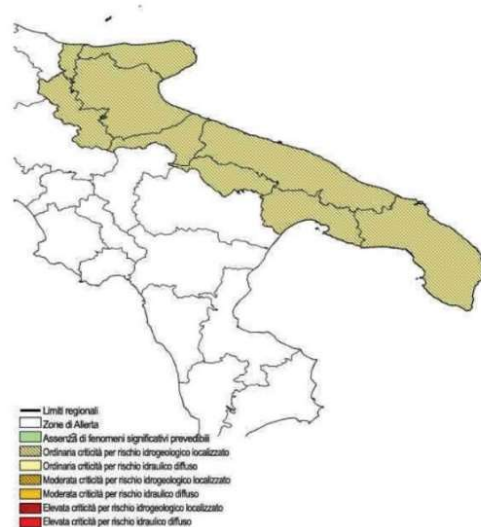 Limiti regionali
Zone di Allerta
Assenza di fenomeni significativi prevedibili
Ordinaria criticità per rischio idrogeologico localizzato
Ordinaria criticità per rischio idraulico diffuso
Moderata criticità per rischio idrogeologico localizzato
Moderata criticità per rischio idraulico diffuso
Elevata criticità per rischio idrogeologico localizzato
Elevata criticità per rischio idraulico diffuso